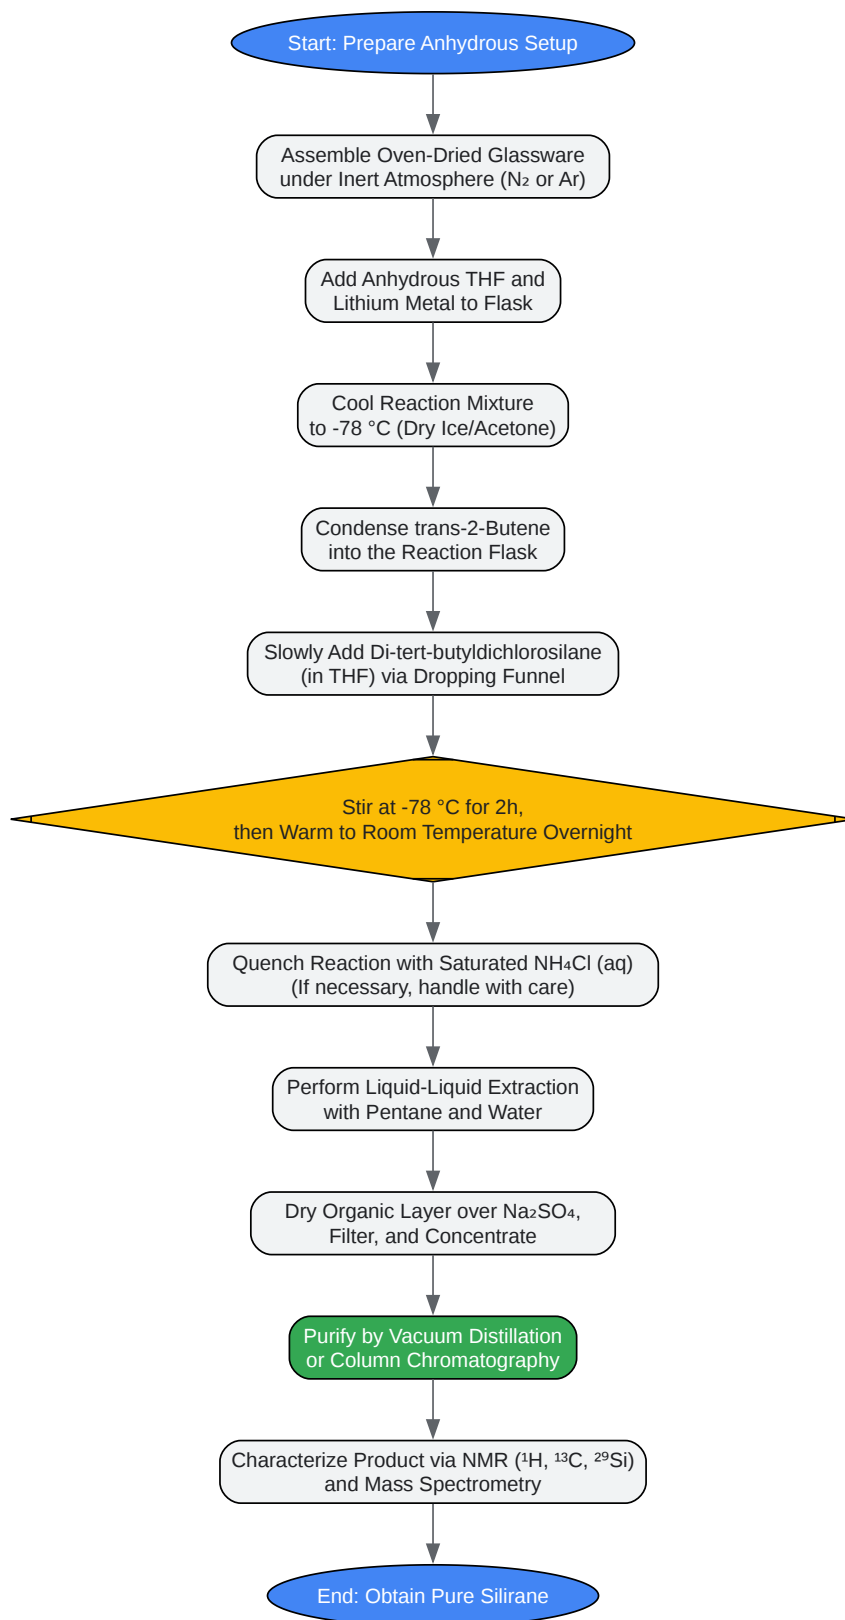 Start: Prepare Anhydrous Setup
Assemble Oven-Dried Glassware
under Inert Atmosphere (N₂ or Ar)
Add Anhydrous THF and
Lithium Metal to Flask
Cool Reaction Mixture
to -78 °C (Dry Ice/Acetone)
Condense trans-2-Butene
into the Reaction Flask
Slowly Add Di-tert-butyldichlorosilane
(in THF) via Dropping Funnel
Stir at -78 °C for 2h,
then Warm to Room Temperature Overnight
Quench Reaction with Saturated NH₄Cl (aq)
(If necessary, handle with care)
Perform Liquid-Liquid Extraction
with Pentane and Water
Dry Organic Layer over Na₂SO₄,
Filter, and Concentrate
Purify by Vacuum Distillation
or Column Chromatography
Characterize Product via NMR (¹H, ¹³C, ²⁹Si)
and Mass Spectrometry
End: Obtain Pure Silirane